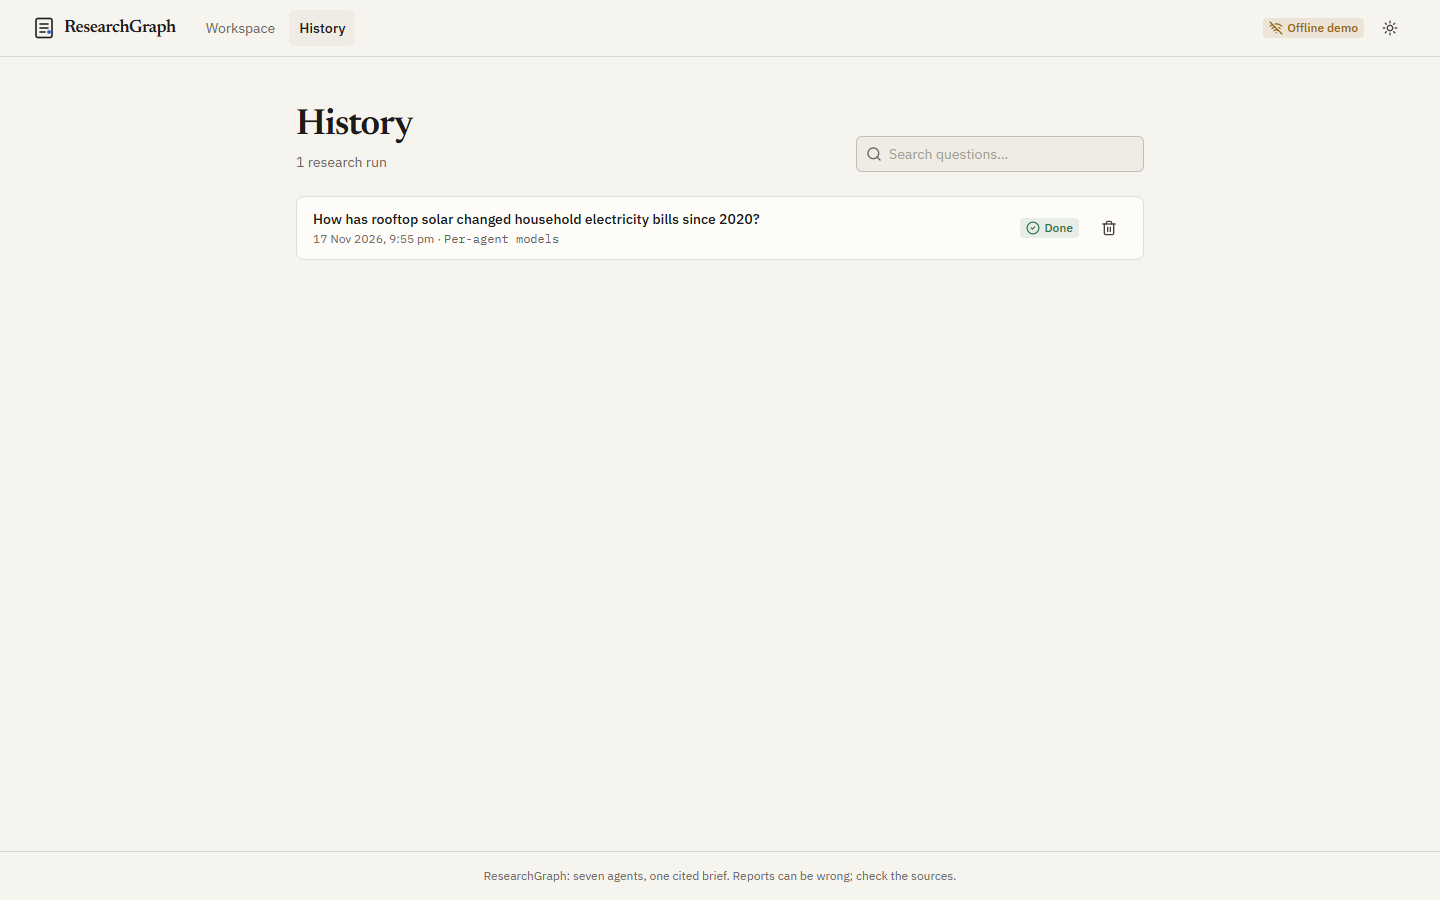 ResearchGraph
Workspace
History
Offline demo
History
1 research run
Search questions...
How has rooftop solar changed household electricity bills since 2020?
17 Nov 2026, 9:55 pm · Per-agent models
Done
ResearchGraph: seven agents, one cited brief. Reports can be wrong; check the sources.